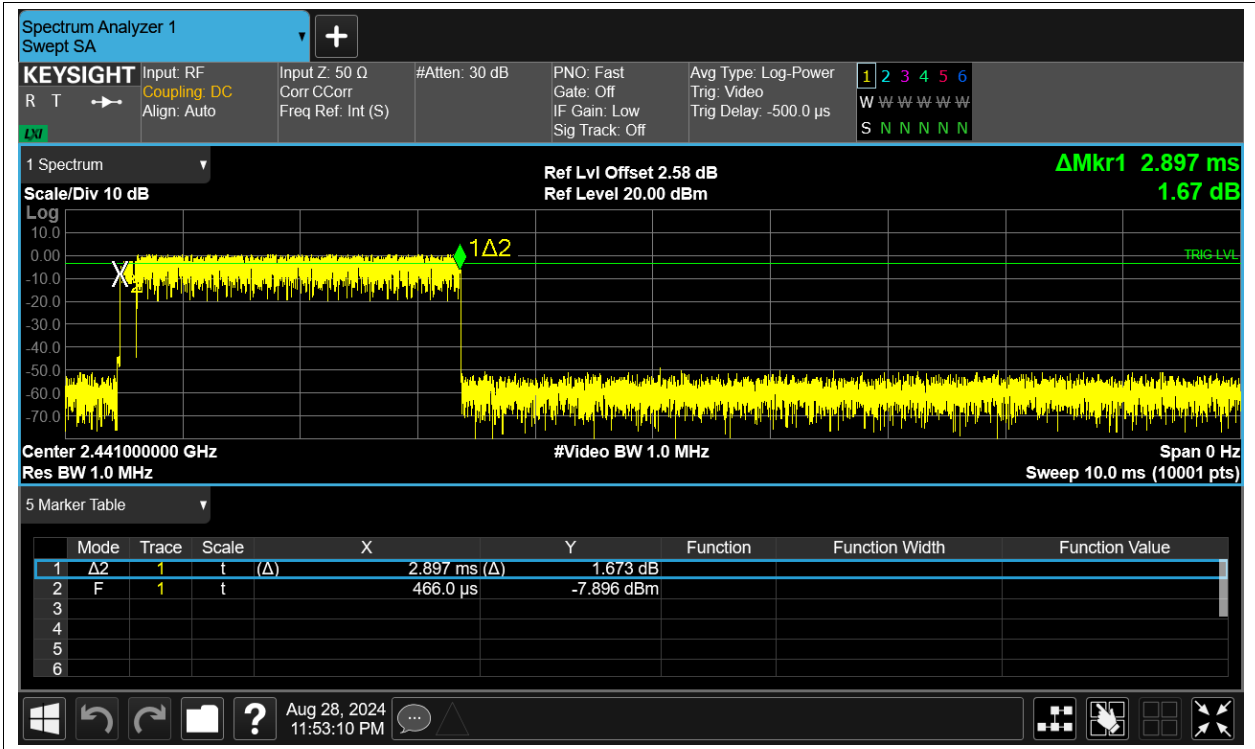 Spectrum Analyzer 1
Swept SA
KEYSIGHT Input: RF Input Z: 50 Ω #Atten: 30 dB PNO: Fast Avg Type: Log-Power 1 2 3 4 5 6
R T Coupling: DC Corr CCorr Gate: Off Trig: Video W W W W W W
Align: Auto Freq Ref: Int (S) IF Gain: Low Trig Delay: -500.0 µs
LXI Sig Track: Off S N N N N N
1 Spectrum Ref Lvl Offset 2.58 dB ΔMkr1 2.897 ms
Scale/Div 10 dB Ref Level 20.00 dBm 1.67 dB
Log
10.0
1Δ2
0.00 TRIG LVL
-10.0
2
-20.0
-30.0
-40.0
-50.0
-60.0
-70.0
Center 2.441000000 GHz #Video BW 1.0 MHz Span 0 Hz
Res BW 1.0 MHz Sweep 10.0 ms (10001 pts)
5 Marker Table
Mode Trace Scale X Y Function Function Width Function Value
1 Δ2 1 t (Δ) 2.897 ms (Δ) 1.673 dB
2 F 1 t 466.0 µs -7.896 dBm
3
4
5
6
? Aug 28, 2024
11:53:10 PM